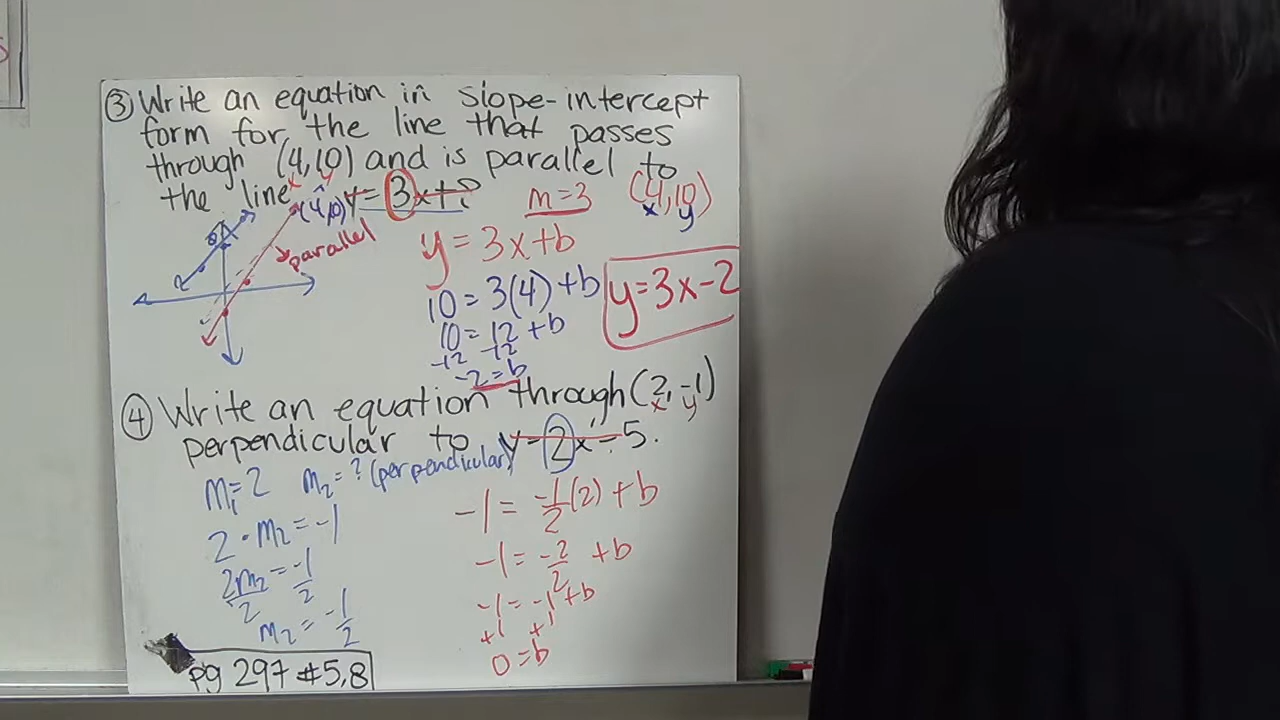 ③ Write an equation in slope-intercept
form for the line that passes
through (4,10) and is parallel to
the line y=3x+
x y
m=3
(4,10)
x y
(4,10)
parallel
y=3x+b
10=3(4)+b
10=12+b
-12 -12
-2=b
y=3x-2
④ Write an equation through (2,-1)
x y
perpendicular to y=2x-5.
m₁=2 m₂=? (perpendicular)
2·m₂=-1
2m₂=-1
2 2
m₂=-1/2
-1=-1/2(2)+b
-1=-2/2+b
-1=-1+b
+1 +1
0=b
pg 297 #5,8